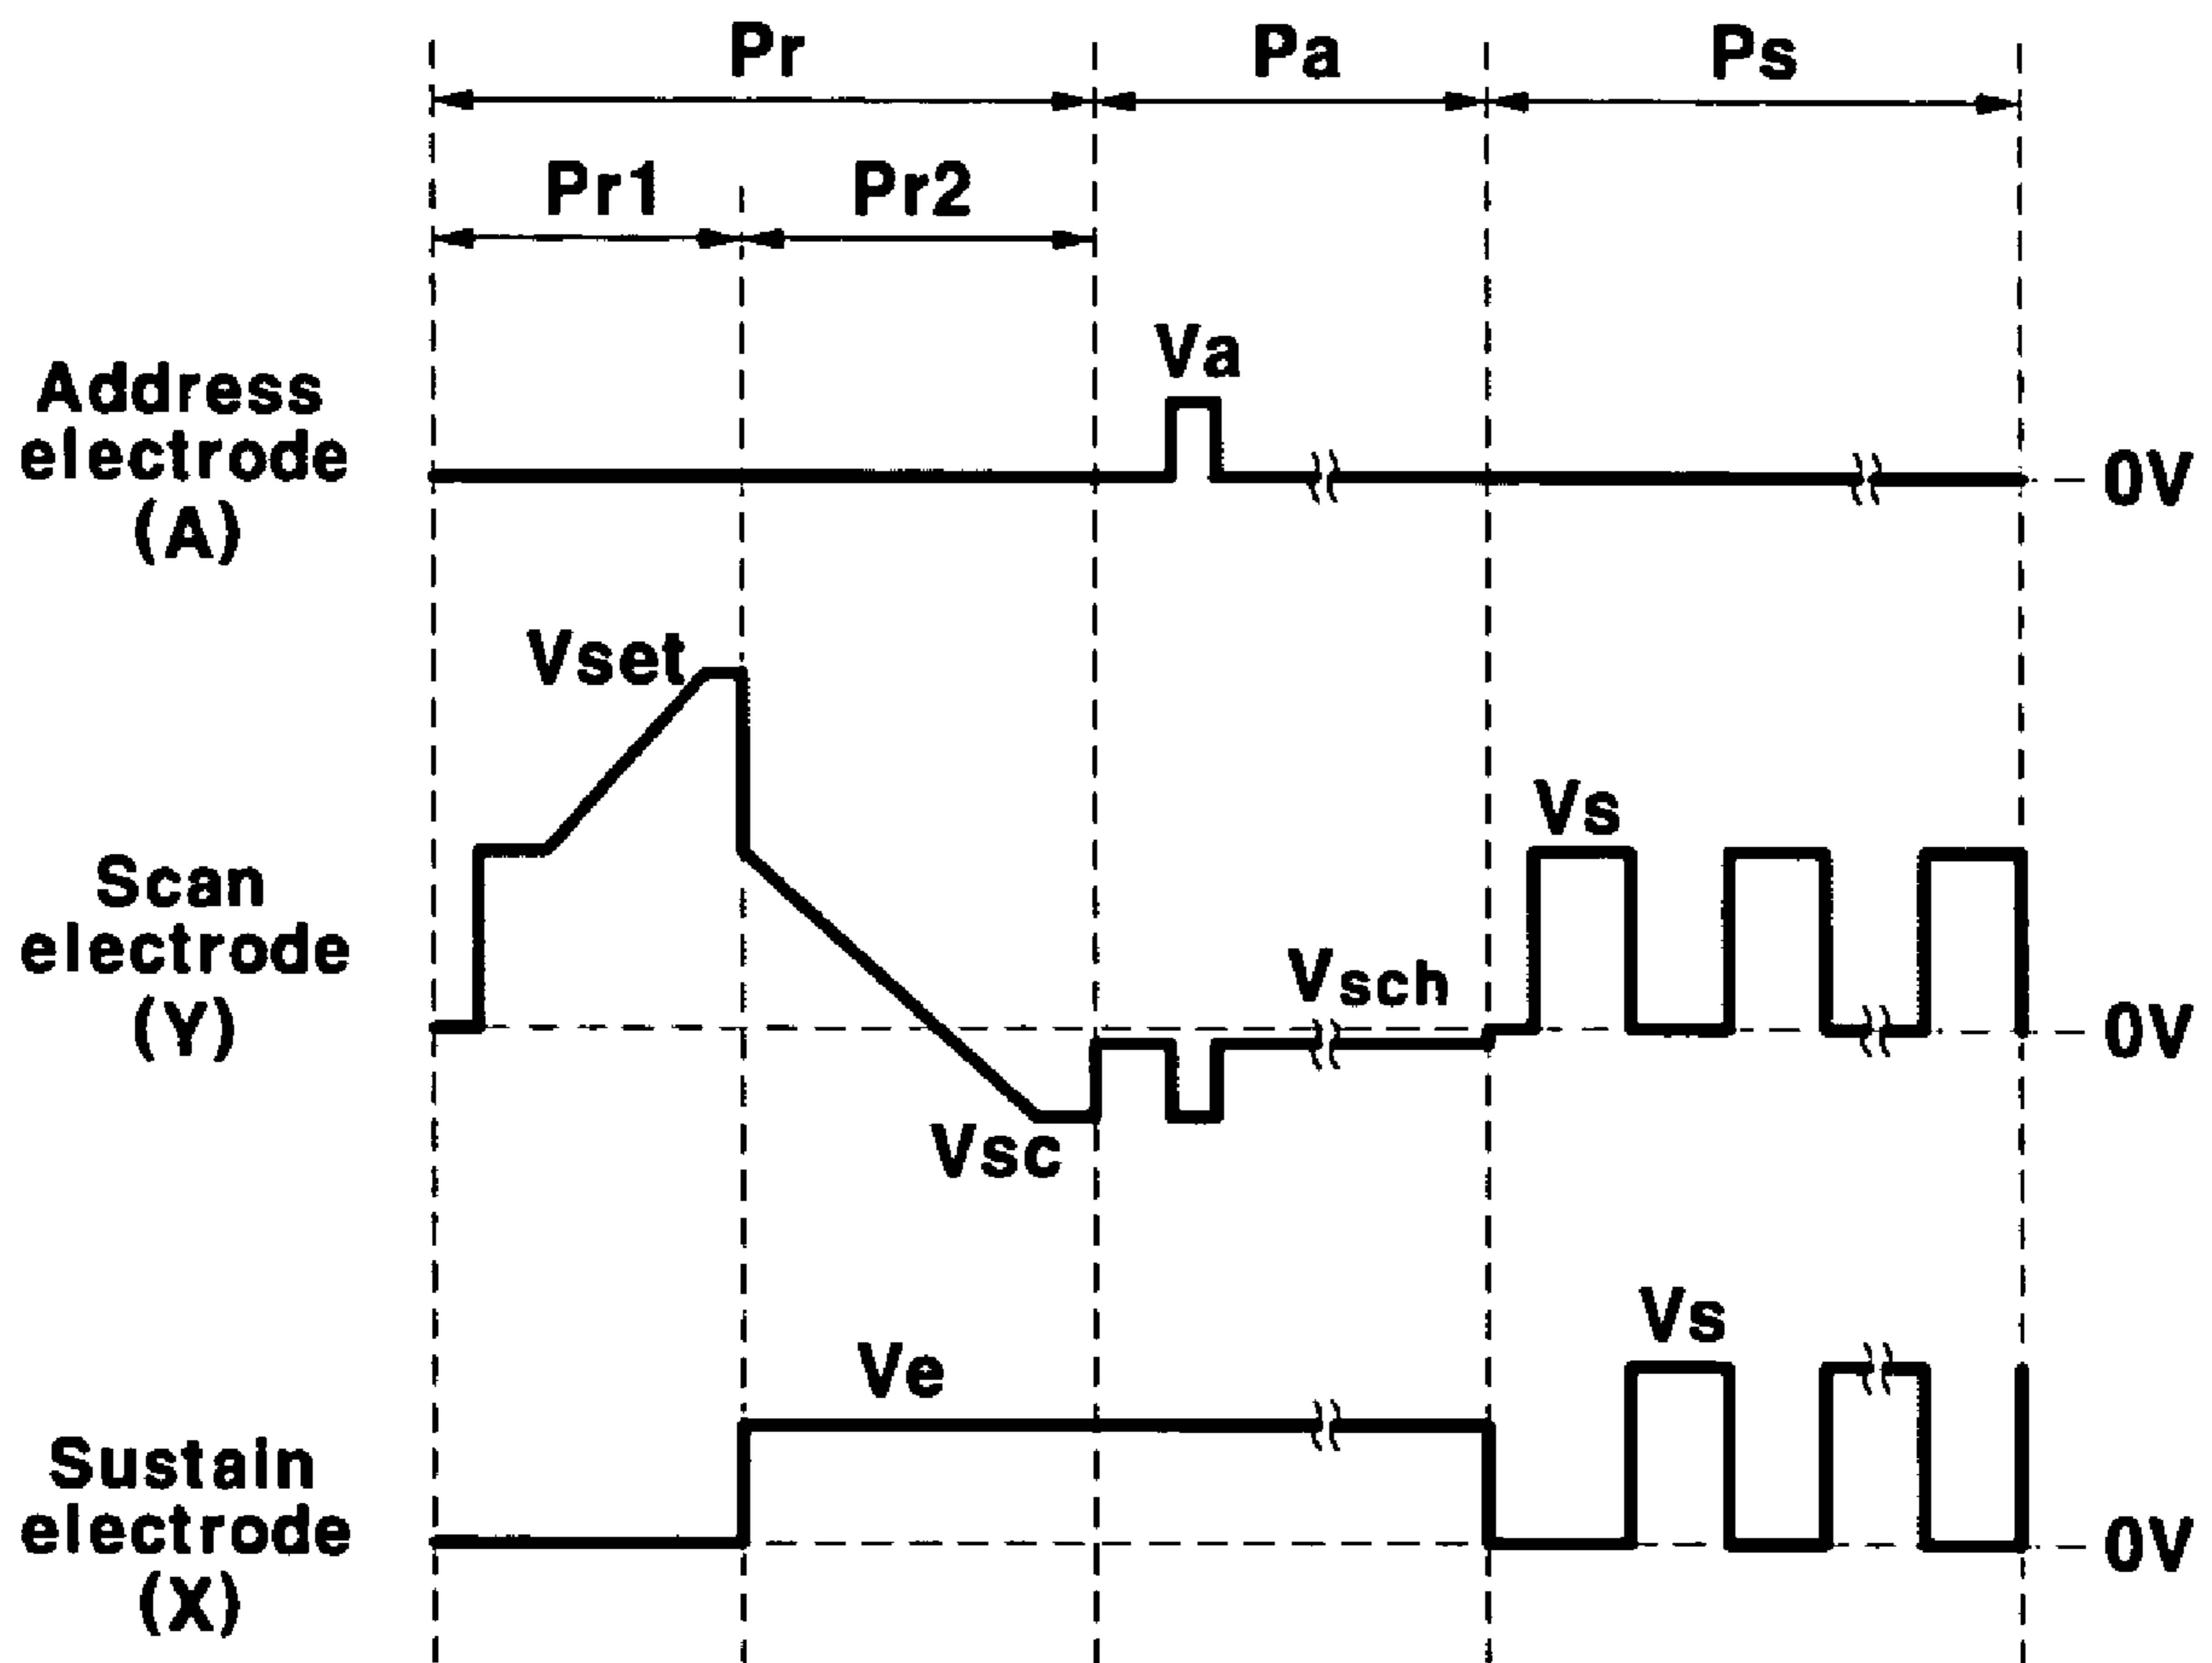 Pr Pa Ps
Pr1 Pr2
Va
Address
electrode
(A)
0V
Vset
Vs
Scan
electrode
(Y)
Vsch
0V
Vsc
Vs
Ve
Sustain
electrode
(X)
0V